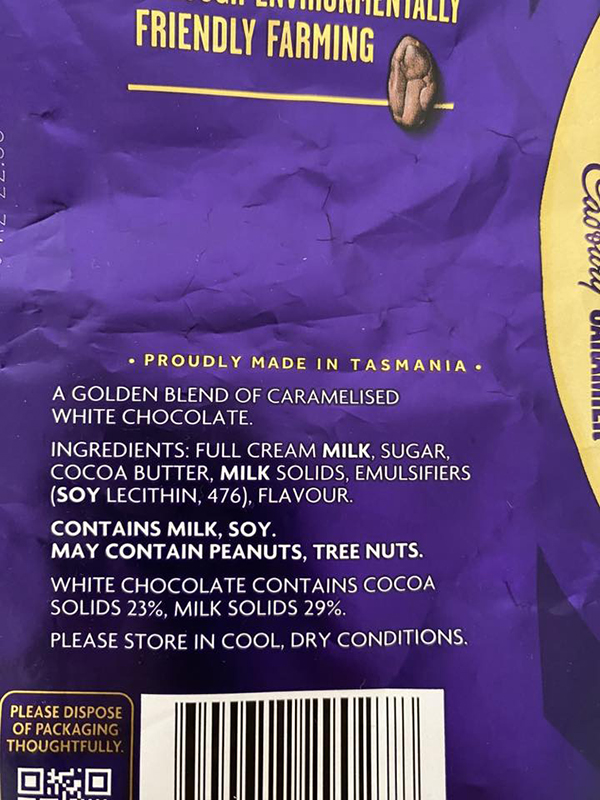 ENVIRONMENTALLY
FRIENDLY FARMING
Cadbury
• PROUDLY MADE IN TASMANIA •
A GOLDEN BLEND OF CARAMELISED
WHITE CHOCOLATE.
INGREDIENTS: FULL CREAM MILK, SUGAR,
COCOA BUTTER, MILK SOLIDS, EMULSIFIERS
(SOY LECITHIN, 476), FLAVOUR.
CONTAINS MILK, SOY.
MAY CONTAIN PEANUTS, TREE NUTS.
WHITE CHOCOLATE CONTAINS COCOA
SOLIDS 23%, MILK SOLIDS 29%.
PLEASE STORE IN COOL, DRY CONDITIONS.
PLEASE DISPOSE
OF PACKAGING
THOUGHTFULLY.